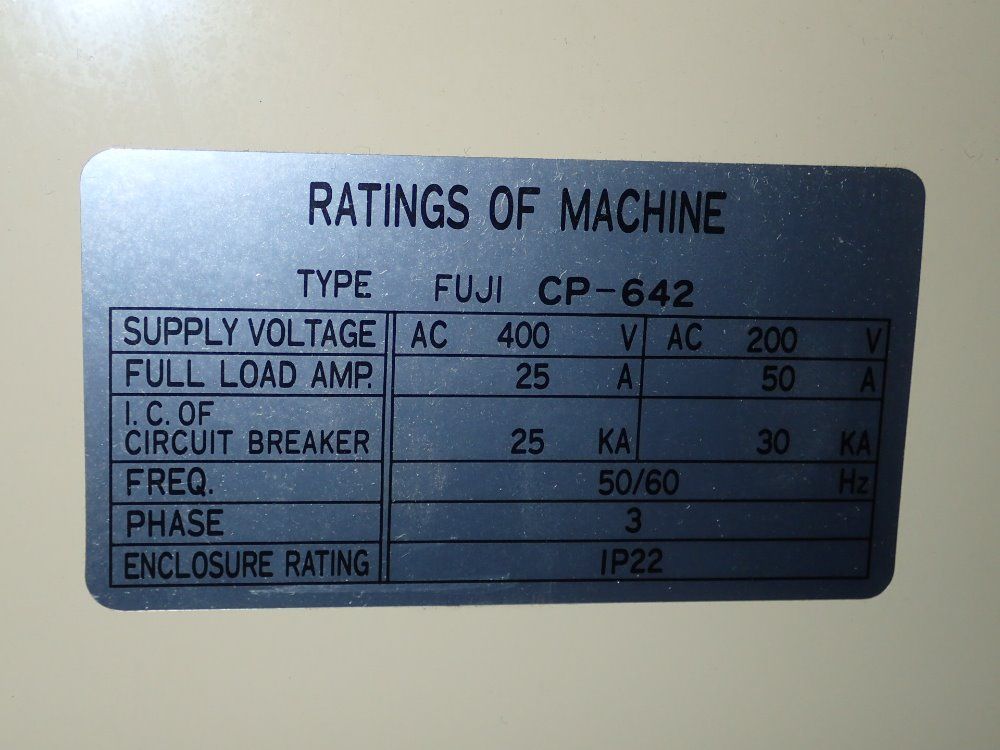 RATINGS OF MACHINE
TYPE FUJI CP-642
SUPPLY VOLTAGE AC 400 V AC 200 V
FULL LOAD AMP. 25 A 50 A
I.C. OF
CIRCUIT BREAKER 25 KA 30 KA
FREQ. 50/60 Hz
PHASE 3
ENCLOSURE RATING IP22